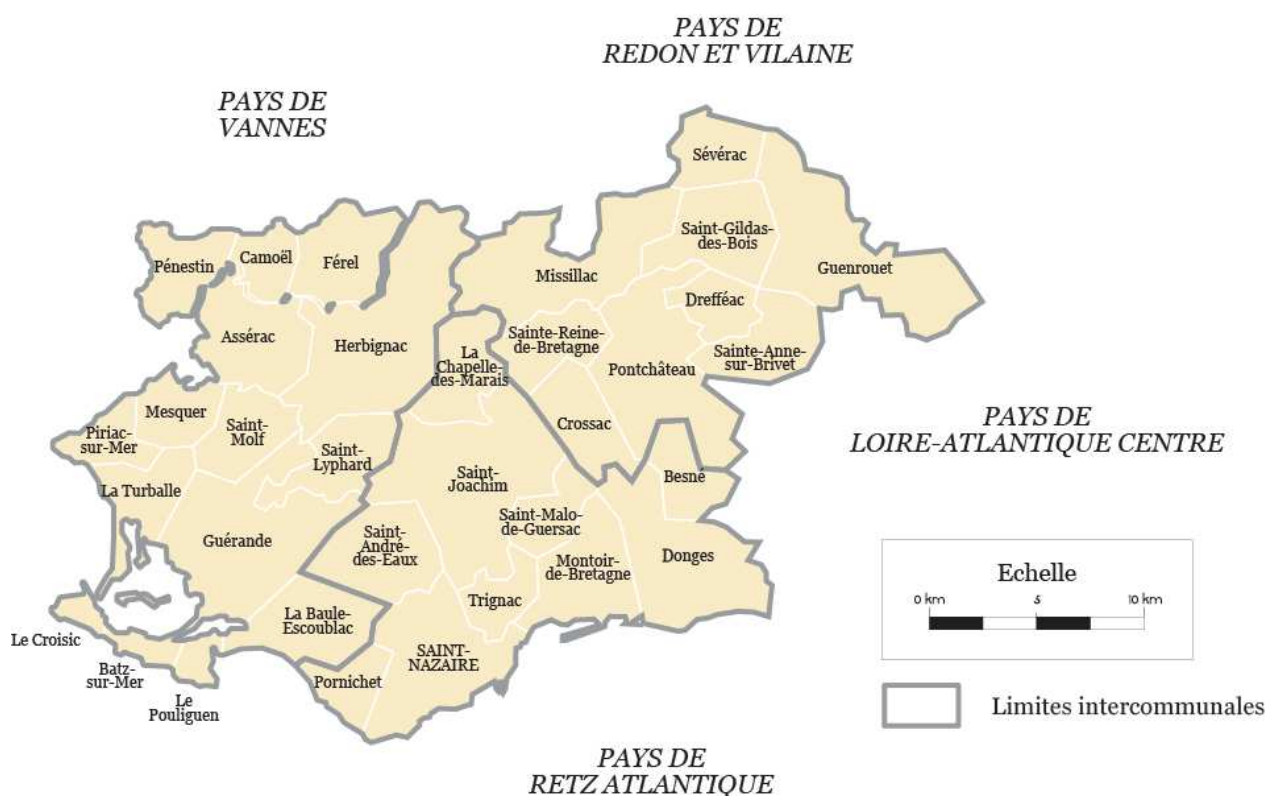 PAYS DE
REDON ET VILAINE
PAYS DE
VANNES
Sévérac
Saint-Gildas-
des-Bois
Guenrouet
Pénestin
Camoël
Férel
Missillac
Drefféac
Assérac
Herbignac
La
Chapelle-
des-Marais
Sainte-Reine-
de-Bretagne
Pontchâteau
Sainte-Anne-
sur-Brivet
Mesquer
Piriac-
sur-Mer
Saint-
Molf
Crossac
PAYS DE
LOIRE-ATLANTIQUE CENTRE
Saint-
Lyphard
Saint-
Joachim
Besné
La Turballe
Guérande
Saint-
André-
des-Eaux
Saint-Malo-
de-Guersac
Montoir-
de-Bretagne
Donges
Echelle
0 km 5 10 km
Trignac
La Baule-
Escoublac
Le Croisic
Batz-
sur-Mer
Le
Pouliguen
Pornichet
SAINT-
NAZAIRE
Limites intercommunales
PAYS DE
RETZ ATLANTIQUE